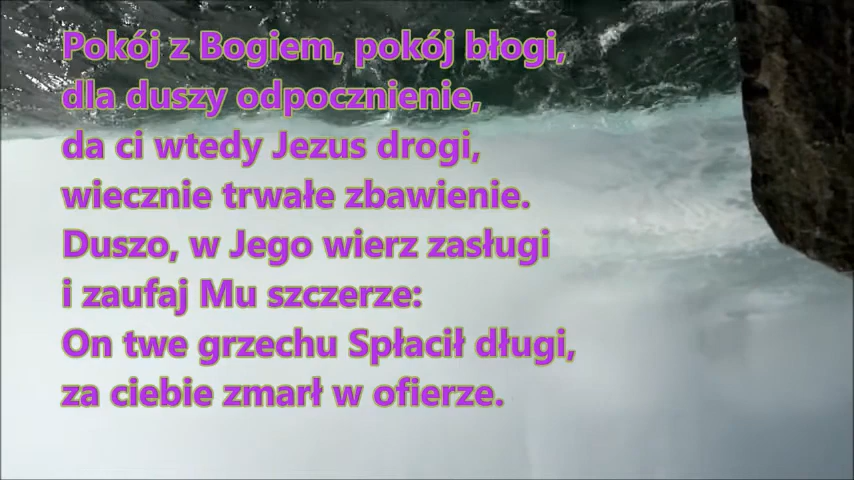 Pokój z Bogiem, pokój błogi,
dla duszy odpocznienie,
da ci wtedy Jezus drogi,
wiecznie trwałe zbawienie.
Duszo, w Jego wierz zasługi
i zaufaj Mu szczerze:
On twe grzechu Spłacił długi,
za ciebie zmarł w ofierze.